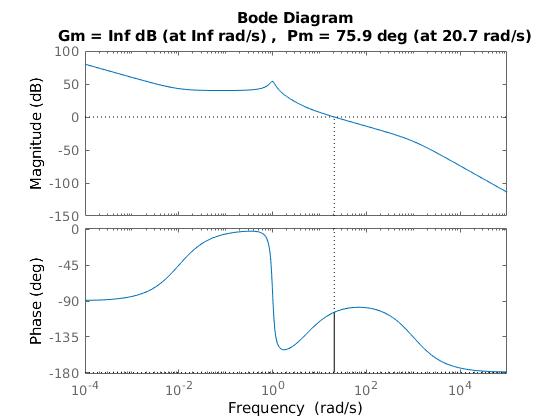 Bode Diagram
Gm = Inf dB (at Inf rad/s) , Pm = 75.9 deg (at 20.7 rad/s)
100
50
0
-50
-100
-150
Magnitude (dB)
0
-45
-90
-135
-180
Phase (deg)
10^-4 10^-2 10^0 10^2 10^4
Frequency (rad/s)